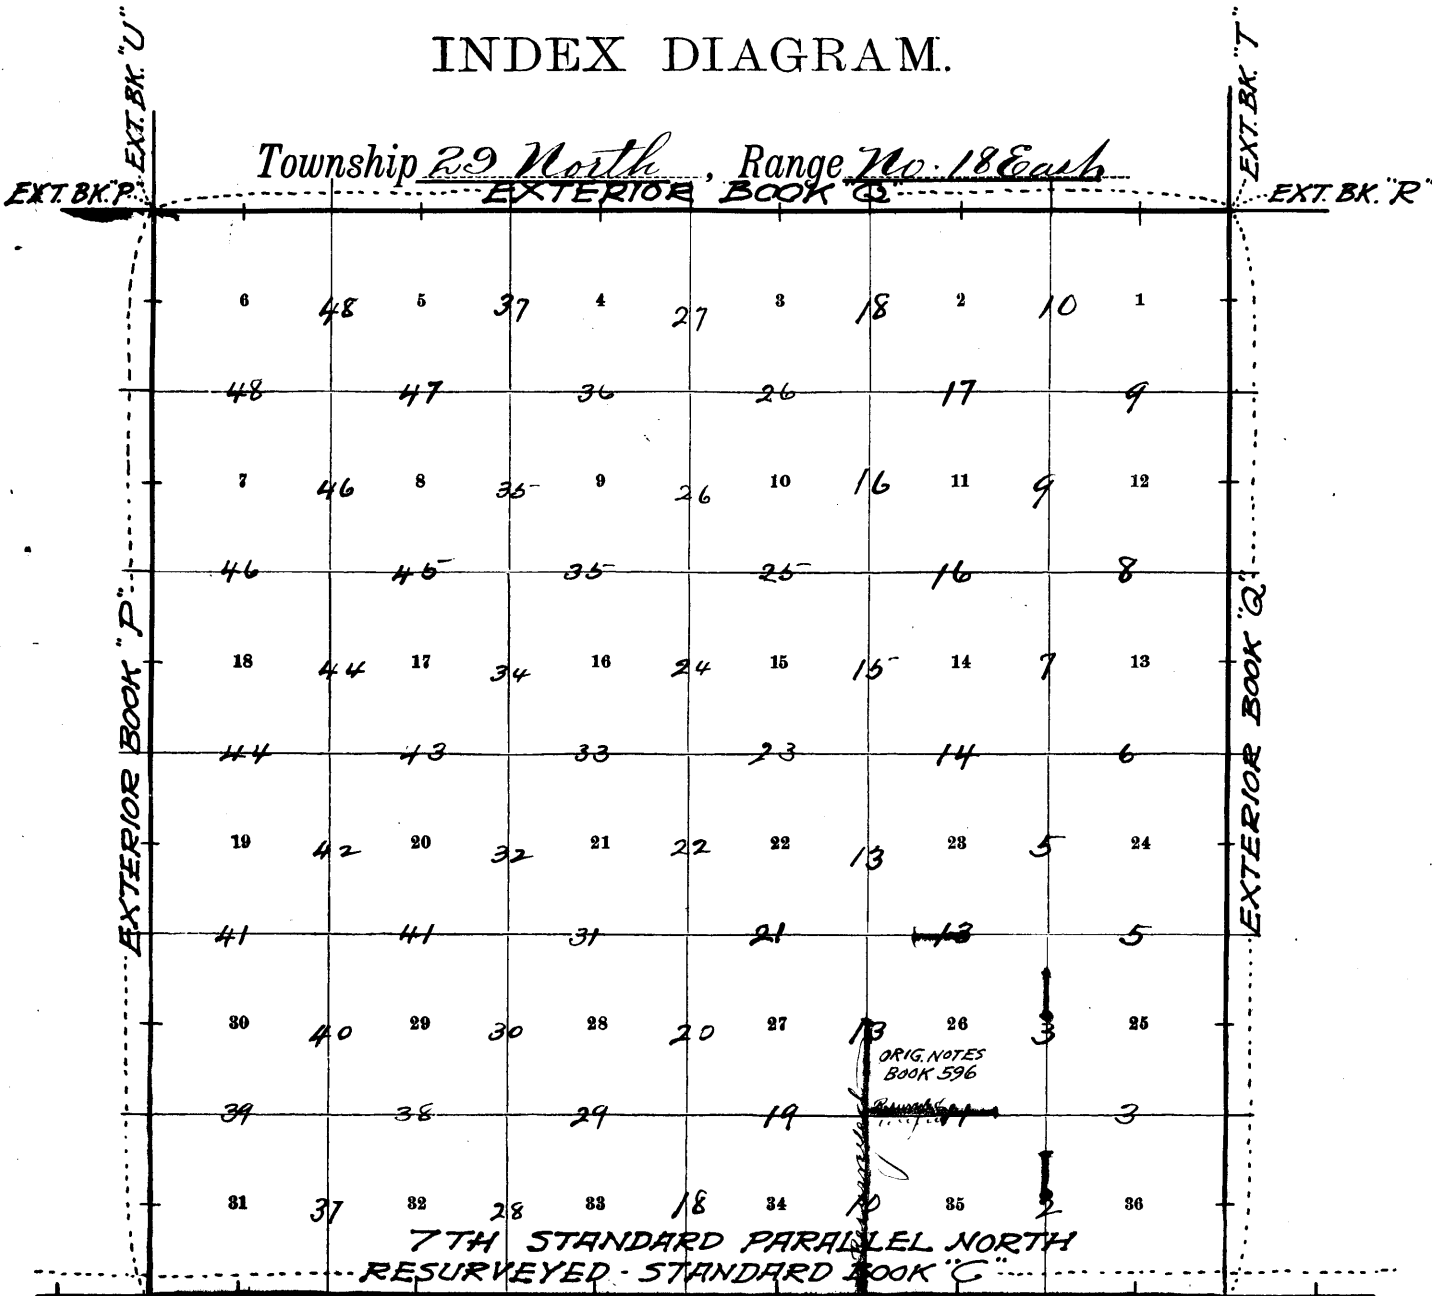 INDEX DIAGRAM.
EXT. BK. "U"
EXT. BK. "T"
Township 29 North, Range No. 18 East
EXT. BK. "P"
EXTERIOR BOOK "Q"
EXT. BK. "R"
6 48 5 37 4 27 3 18 2 10 1
48 47 36 26 17 9
7 46 8 35 9 26 10 16 11 9 12
46 45 35 25 16 8
EXTERIOR BOOK "P"
EXTERIOR BOOK "Q"
18 44 17 34 16 24 15 15 14 7 13
44 43 33 23 14 6
19 42 20 32 21 22 22 13 23 5 24
41 41 31 21 13 5
30 40 29 30 28 20 27 13 26 3 25
ORIG. NOTES
BOOK 596
39 38 29 19 11 3
31 37 32 28 33 18 34 10 35 2 36
7TH STANDARD PARALLEL NORTH
RESURVEYED - STANDARD BOOK "C"